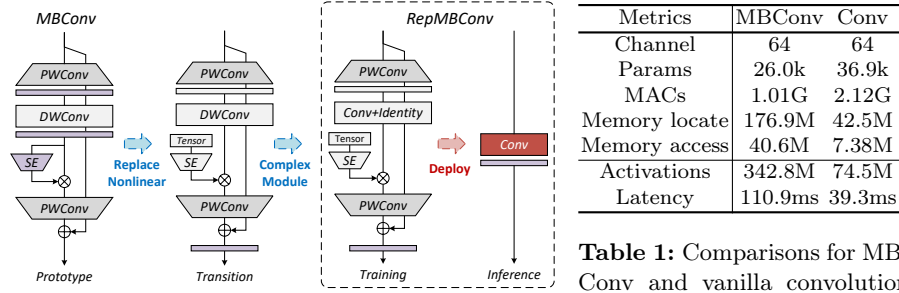 MBConv
PWConv
DWConv
SE
PWConv
Prototype
Replace
Nonlinear
PWConv
DWConv
Tensor
SE
PWConv
Transition
Complex
Module
RepMBConv
PWConv
Conv+Identity
Tensor
SE
PWConv
Training
Deploy
Conv
Inference
Metrics MBConv Conv
Channel 64 64
Params 26.0k 36.9k
MACs 1.01G 2.12G
Memory locate 176.9M 42.5M
Memory access 40.6M 7.38M
Activations 342.8M 74.5M
Latency 110.9ms 39.3ms
Table 1: Comparisons for MB
Conv and vanilla convolution